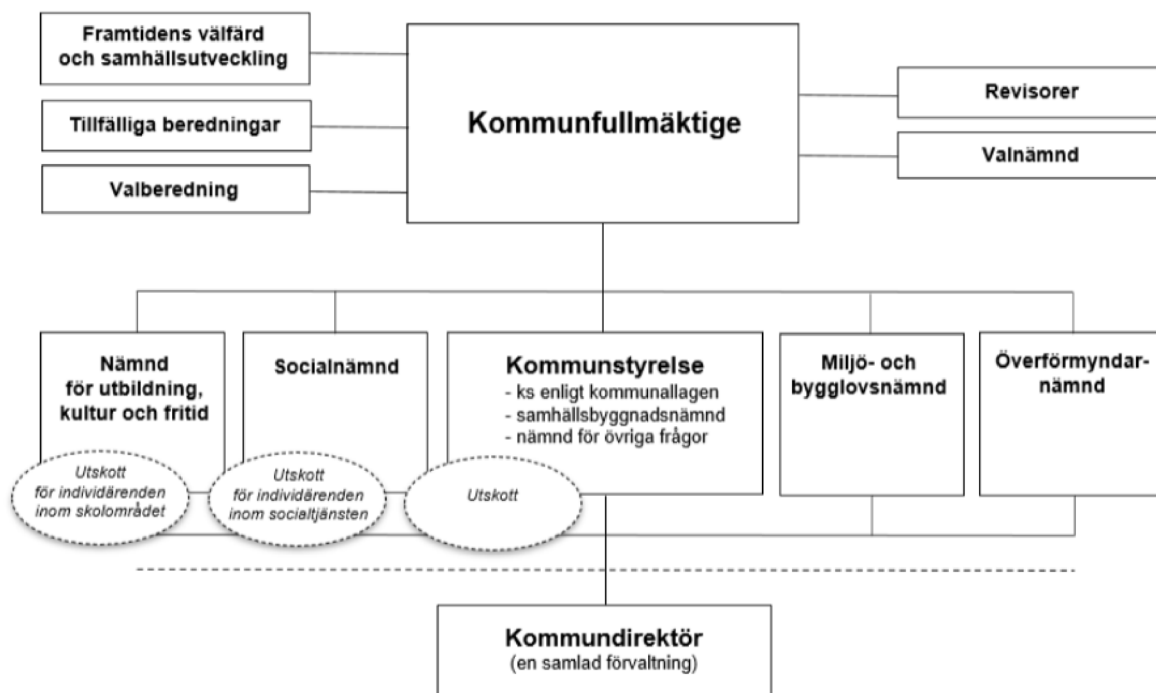 Framtidens välfärd
och samhällsutveckling
Tillfälliga beredningar
Valberedning
Kommunfullmäktige
Revisorer
Valnämnd
Nämnd
för utbildning,
kultur och fritid
Utskott
för individärenden
inom skolområdet
Socialnämnd
Utskott
för individärenden
inom socialtjänsten
Kommunstyrelse
- ks enligt kommunallagen
- samhällsbyggnadsnämnd
- nämnd för övriga frågor
Utskott
Miljö- och
bygglovsnämnd
Överförmyndar-
nämnd
Kommundirektör
(en samlad förvaltning)